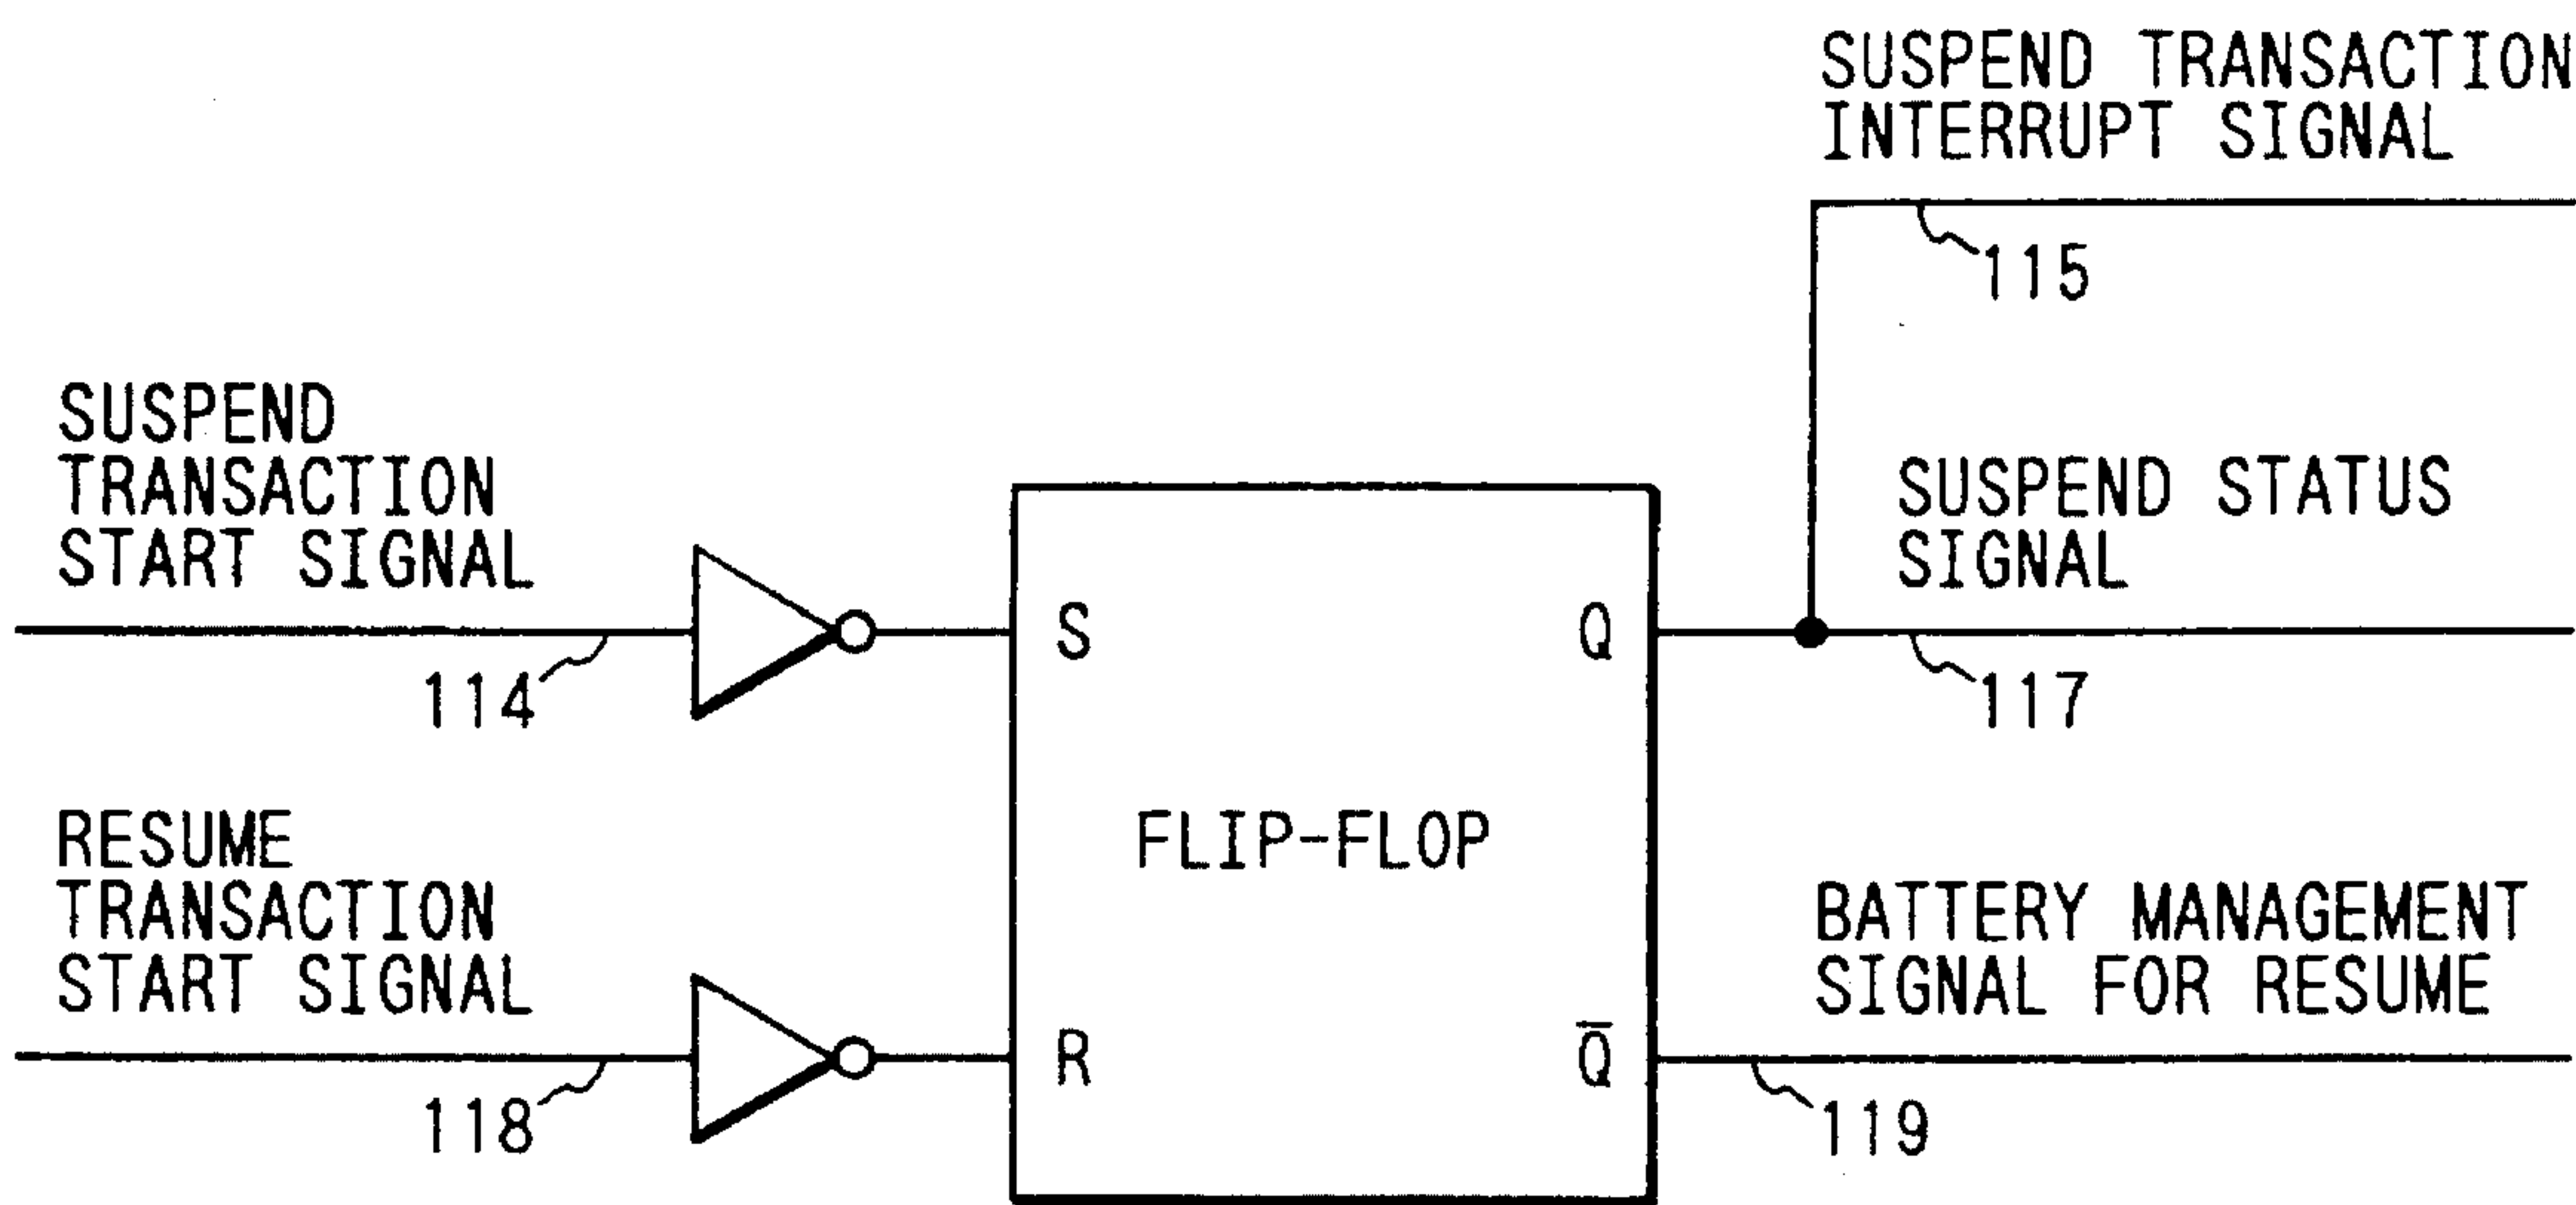 SUSPEND TRANSACTION
INTERRUPT SIGNAL
115
SUSPEND
TRANSACTION
START SIGNAL
114
S
Q
SUSPEND STATUS
SIGNAL
117
FLIP-FLOP
RESUME
TRANSACTION
START SIGNAL
118
R
Q̅
BATTERY MANAGEMENT
SIGNAL FOR RESUME
119